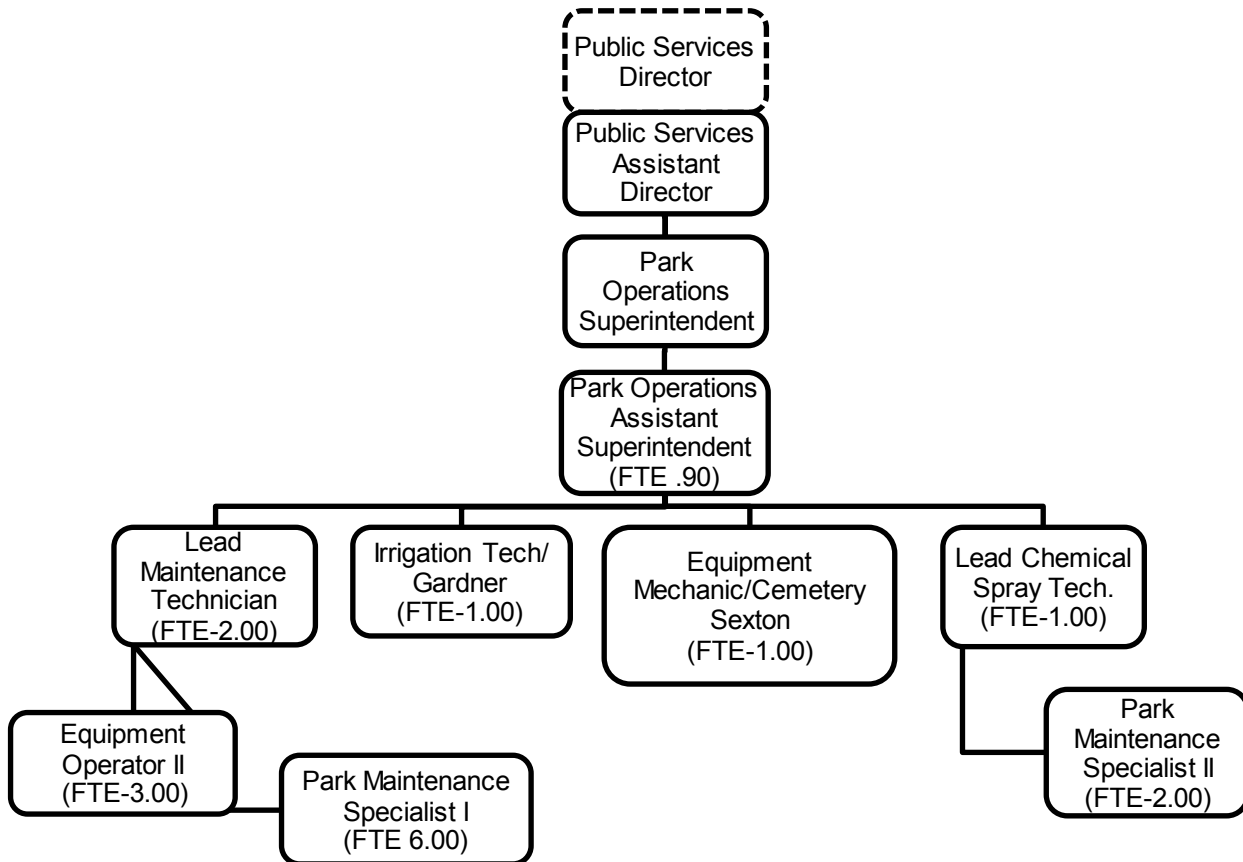 Public Services
Director
Public Services
Assistant
Director
Park
Operations
Superintendent
Park Operations
Assistant
Superintendent
(FTE .90)
Lead
Maintenance
Technician
(FTE-2.00)
Irrigation Tech/
Gardner
(FTE-1.00)
Equipment
Mechanic/Cemetery
Sexton
(FTE-1.00)
Lead Chemical
Spray Tech.
(FTE-1.00)
Equipment
Operator II
(FTE-3.00)
Park Maintenance
Specialist I
(FTE 6.00)
Park
Maintenance
Specialist II
(FTE-2.00)